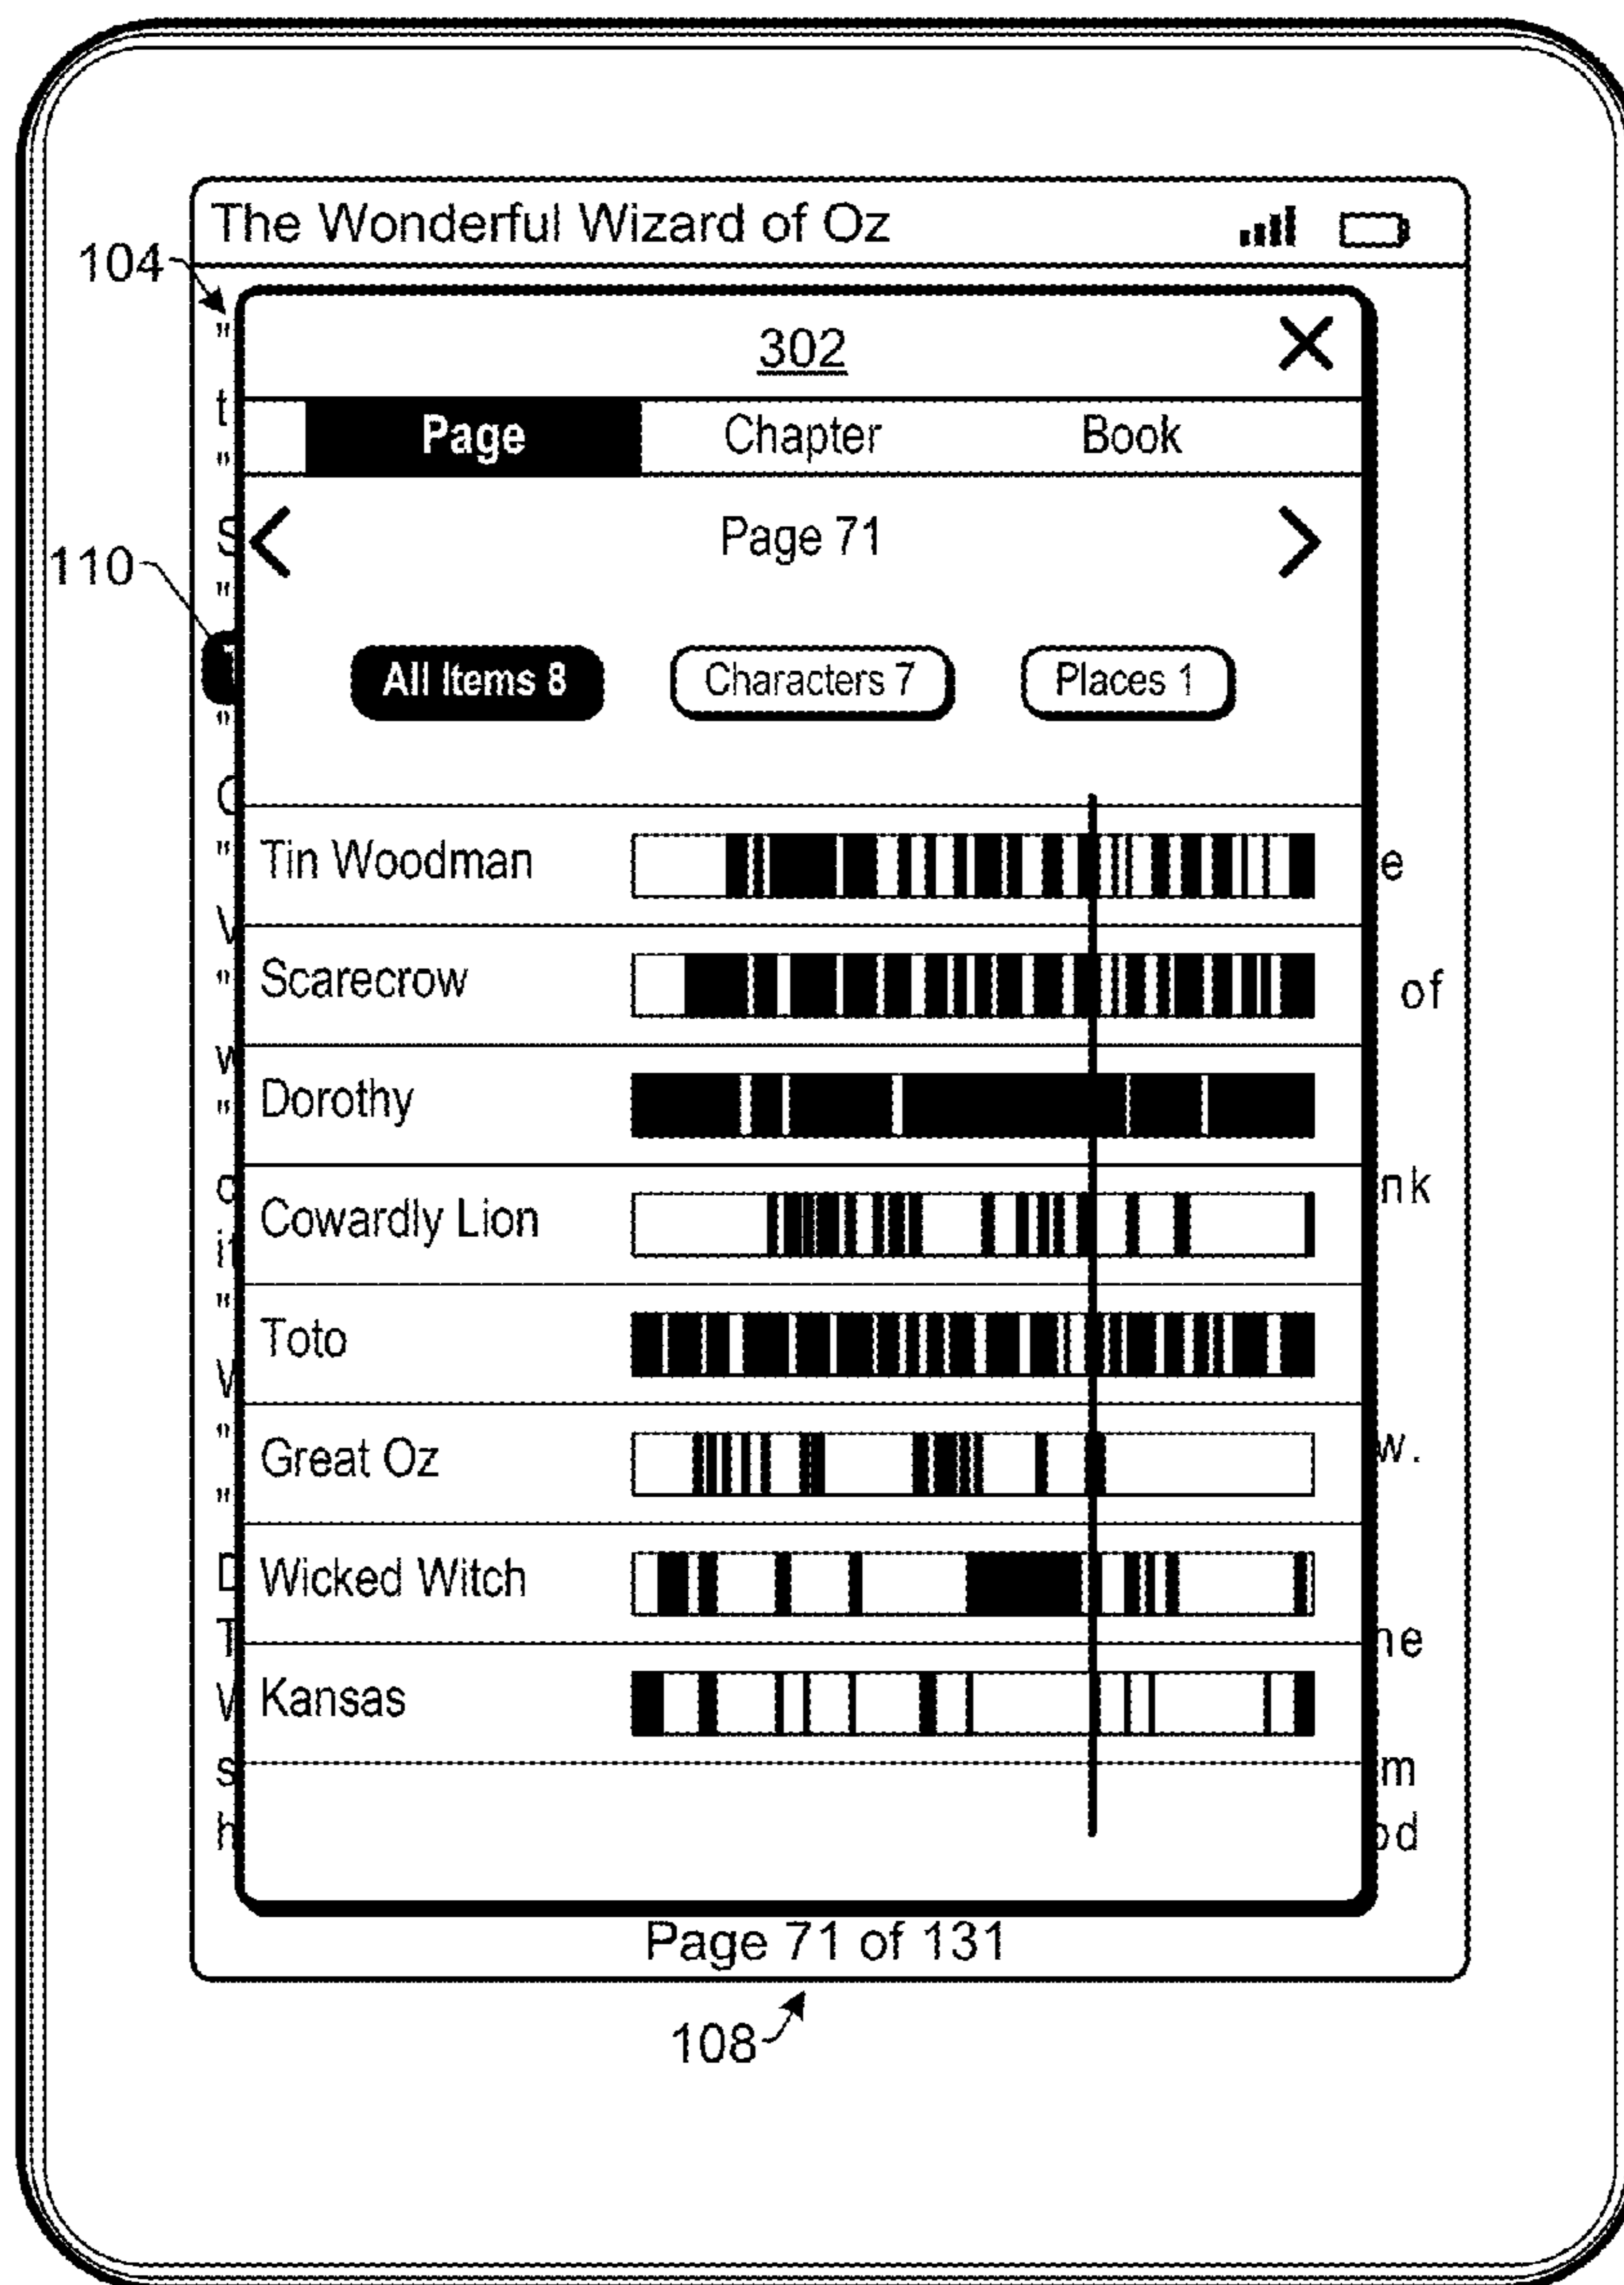 The Wonderful Wizard of Oz
104
302
Page Chapter Book
Page 71
110
All Items 8 Characters 7 Places 1
Tin Woodman
e
Scarecrow
of
Dorothy
Cowardly Lion
nk
Toto
Great Oz
w.
Wicked Witch
Kansas
m
Page 71 of 131
108